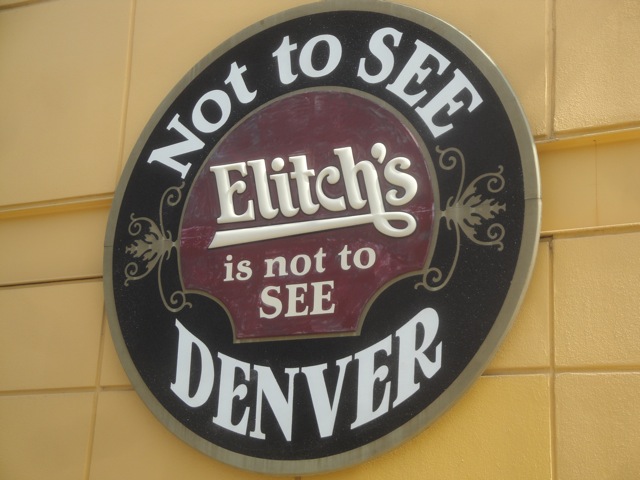 Not to SEE
Elitch's
is not to
SEE
DENVER